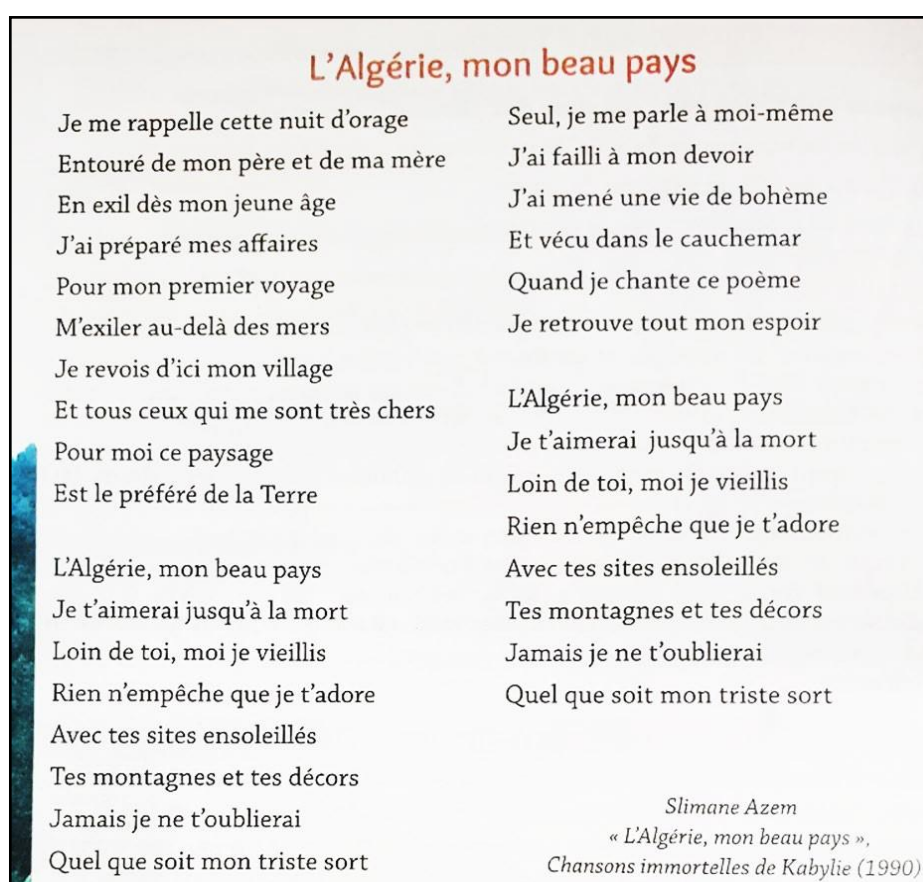 L'Algérie, mon beau pays
Je me rappelle cette nuit d'orage
Entouré de mon père et de ma mère
En exil dès mon jeune âge
J'ai préparé mes affaires
Pour mon premier voyage
M'exiler au-delà des mers
Je revois d'ici mon village
Et tous ceux qui me sont très chers
Pour moi ce paysage
Est le préféré de la Terre
L'Algérie, mon beau pays
Je t'aimerai jusqu'à la mort
Loin de toi, moi je vieillis
Rien n'empêche que je t'adore
Avec tes sites ensoleillés
Tes montagnes et tes décors
Jamais je ne t'oublierai
Quel que soit mon triste sort
Seul, je me parle à moi-même
J'ai failli à mon devoir
J'ai mené une vie de bohème
Et vécu dans le cauchemar
Quand je chante ce poème
Je retrouve tout mon espoir
L'Algérie, mon beau pays
Je t'aimerai jusqu'à la mort
Loin de toi, moi je vieillis
Rien n'empêche que je t'adore
Avec tes sites ensoleillés
Tes montagnes et tes décors
Jamais je ne t'oublierai
Quel que soit mon triste sort
Slimane Azem
« L'Algérie, mon beau pays »,
Chansons immortelles de Kabylie (1990)